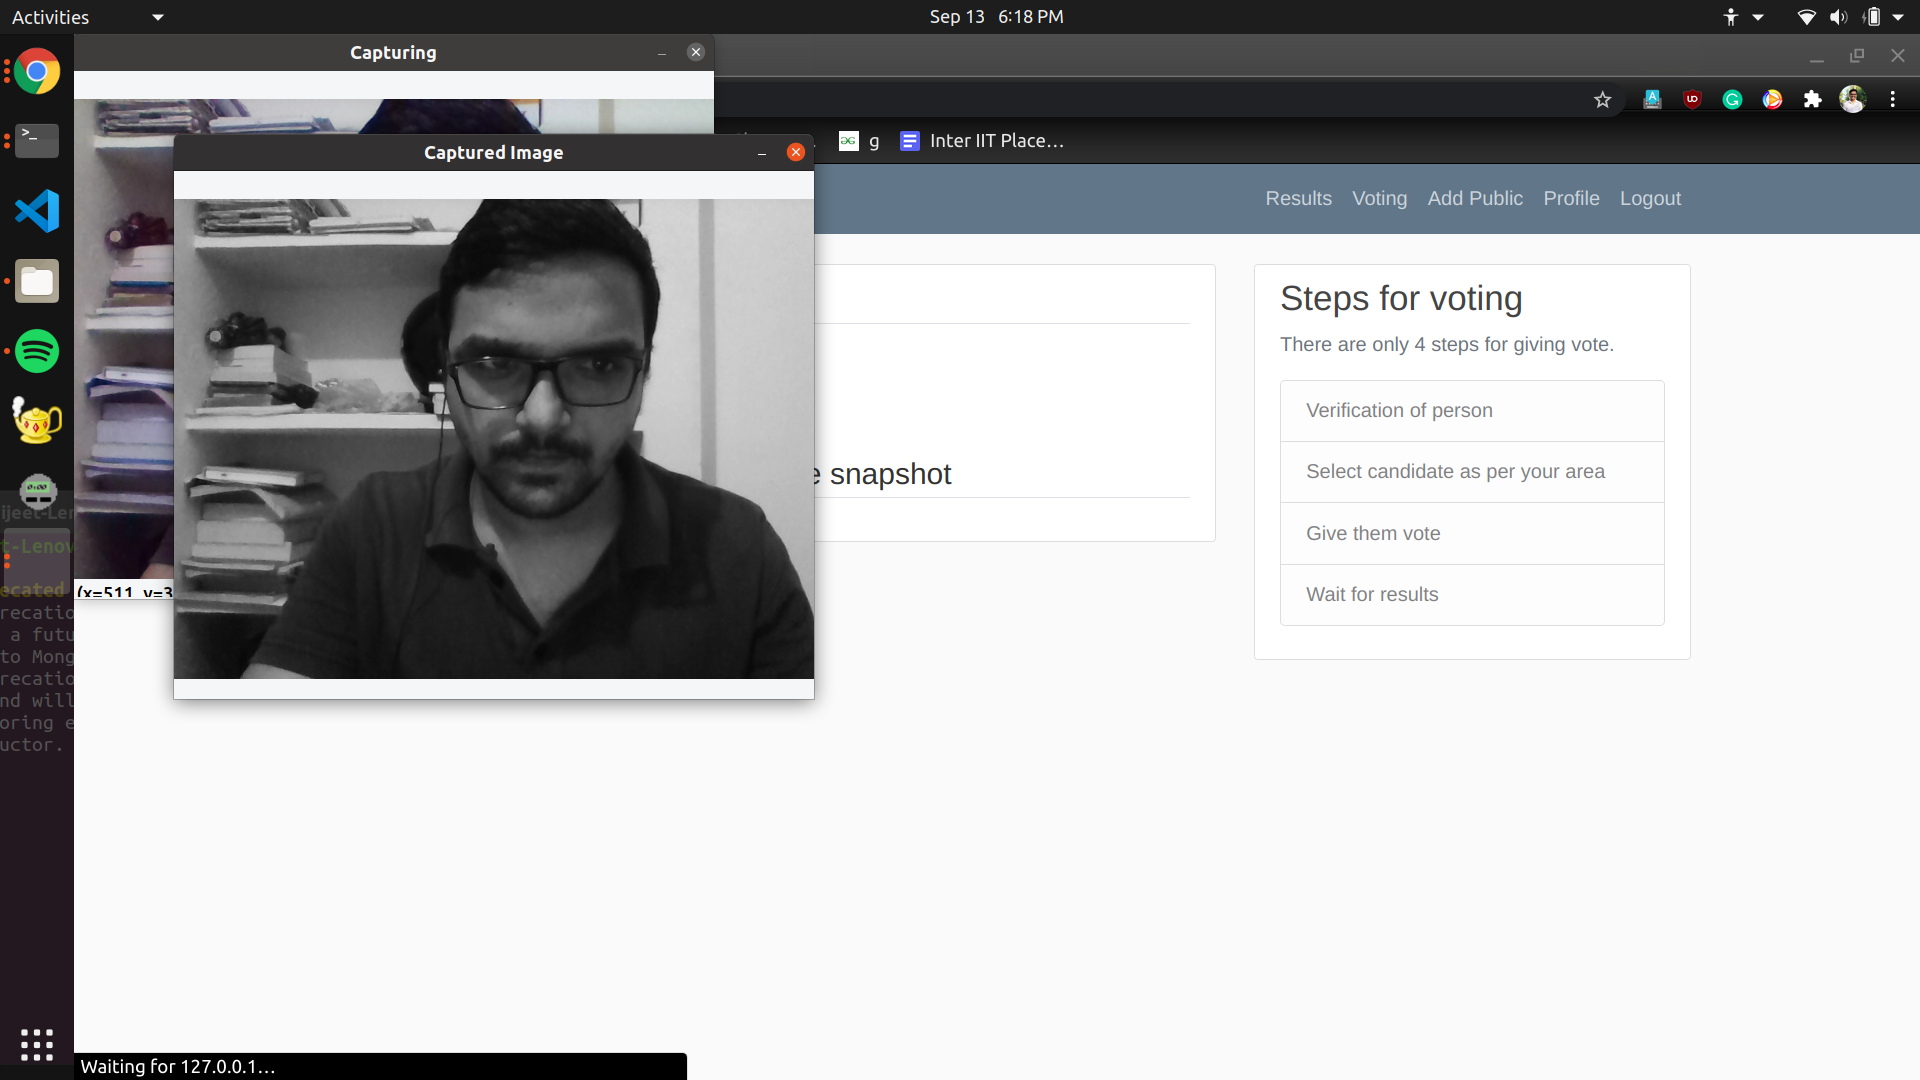 Activities
Sep 13 6:18 PM
Capturing
Captured Image
g
Inter IIT Place…
Results Voting Add Public Profile Logout
Steps for voting
There are only 4 steps for giving vote.
Verification of person
Select candidate as per your area
Give them vote
Wait for results
e snapshot
(x=511, y=3
ijeet-Len
t-Lenov
ecated
recatio
a futu
to Mong
recatio
nd will
oring e
uctor.
Waiting for 127.0.0.1…